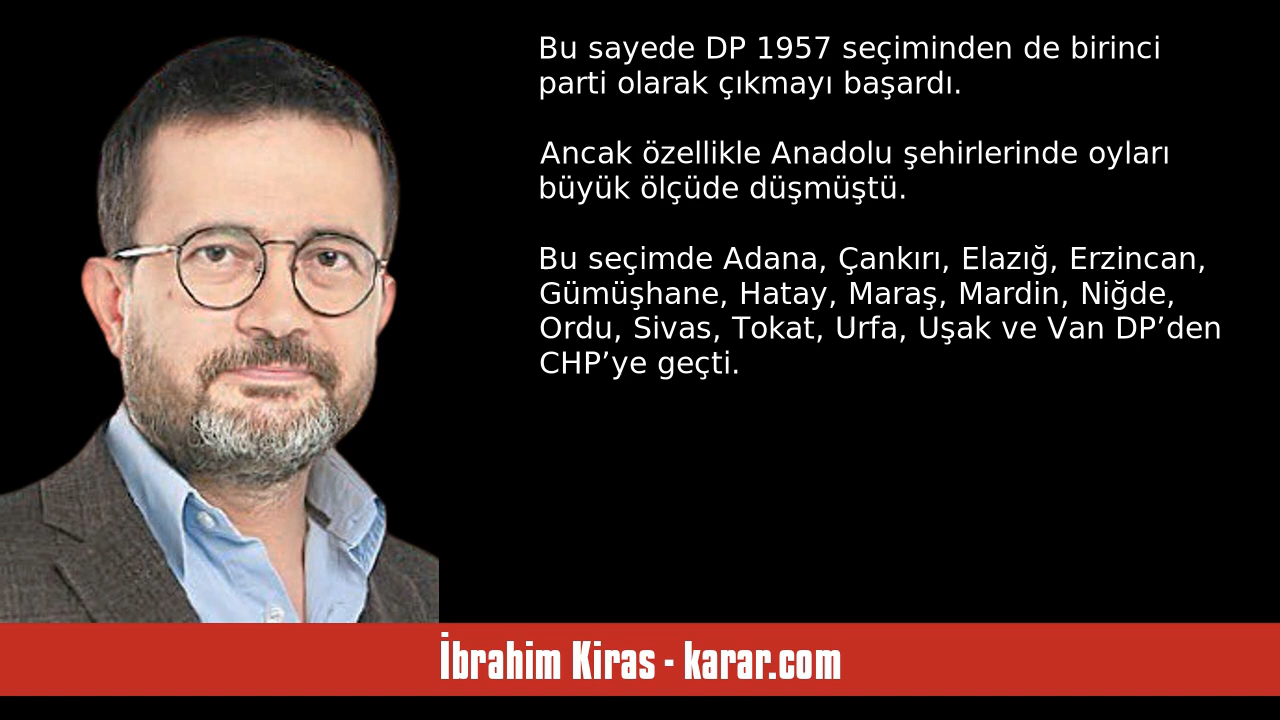 Bu sayede DP 1957 seçiminden de birinci
parti olarak çıkmayı başardı.
Ancak özellikle Anadolu şehirlerinde oyları
büyük ölçüde düşmüştü.
Bu seçimde Adana, Çankırı, Elazığ, Erzincan,
Gümüşhane, Hatay, Maraş, Mardin, Niğde,
Ordu, Sivas, Tokat, Urfa, Uşak ve Van DP’den
CHP’ye geçti.
İbrahim Kiras - karar.com